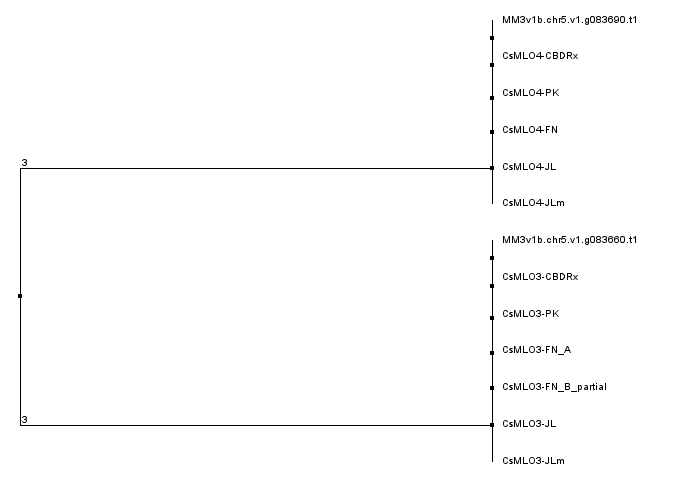 MM3v1b.chr5.v1.g083690.t1
CsMLO4-CBDRx
CsMLO4-PK
CsMLO4-FN
3
CsMLO4-JL
CsMLO4-JLm
MM3v1b.chr5.v1.g083660.t1
CsMLO3-CBDRx
CsMLO3-PK
CsMLO3-FN_A
CsMLO3-FN_B_partial
3
CsMLO3-JL
CsMLO3-JLm